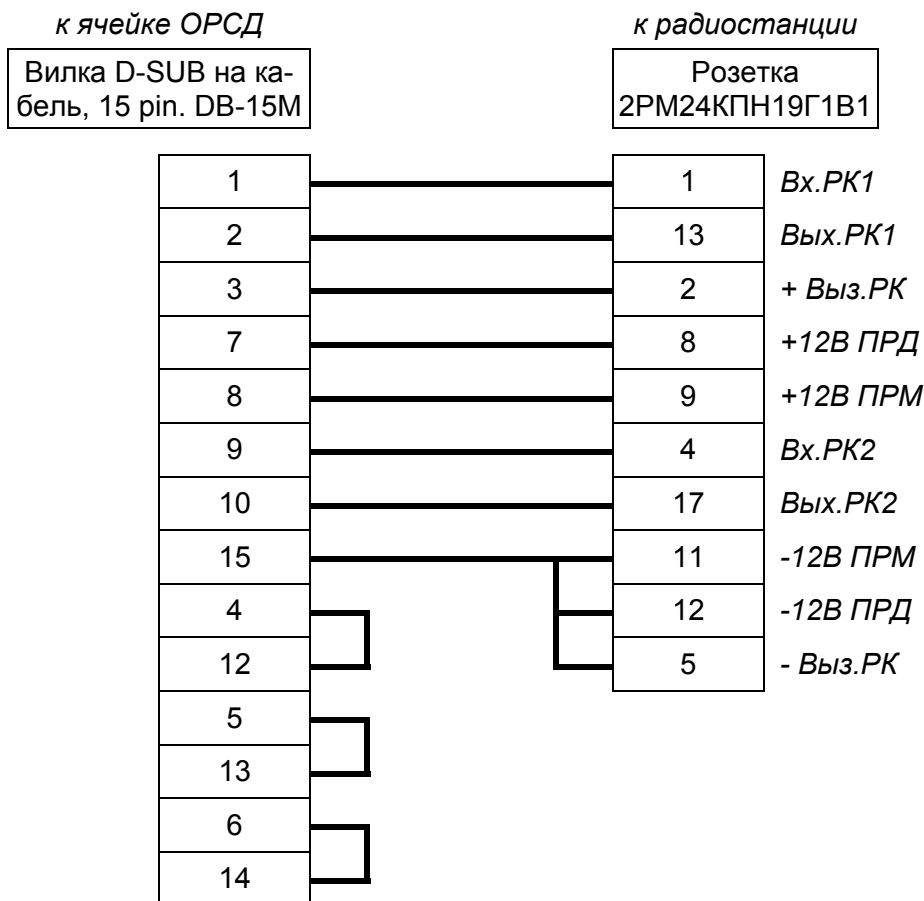 к ячейке ОРСД
к радиостанции
Вилка D-SUB на ка-
бель, 15 pin. DB-15M
Розетка
2РМ24КПН19Г1В1
1 1 Вх.РК1
2 13 Вых.РК1
3 2 + Выз.РК
7 8 +12В ПРД
8 9 +12В ПРМ
9 4 Вх.РК2
10 17 Вых.РК2
15 11 -12В ПРМ
4 12 -12В ПРД
12 5 - Выз.РК
5
13
6
14